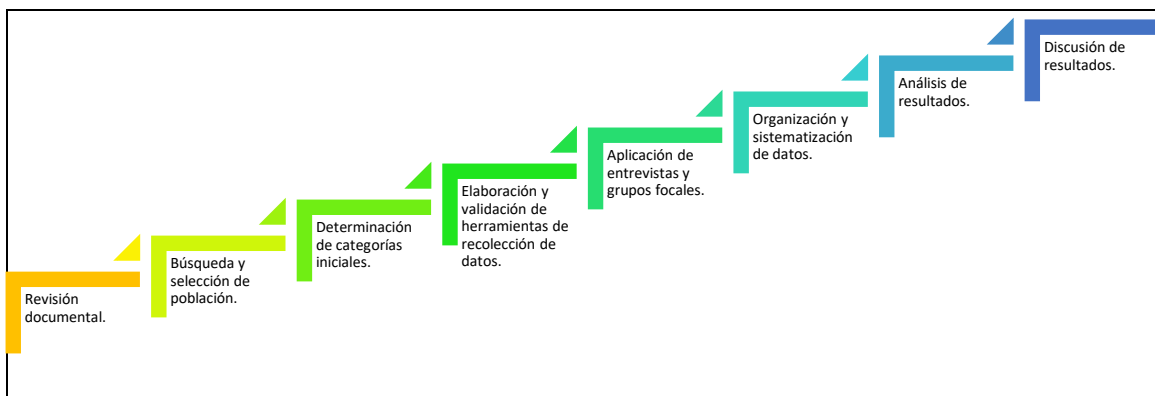 Revisión
documental.
Búsqueda y
selección de
población.
Determinación
de categorías
iniciales.
Elaboración y
validación de
herramientas de
recolección de
datos.
Aplicación de
entrevistas y
grupos focales.
Organización y
sistematización
de datos.
Análisis de
resultados.
Discusión de
resultados.